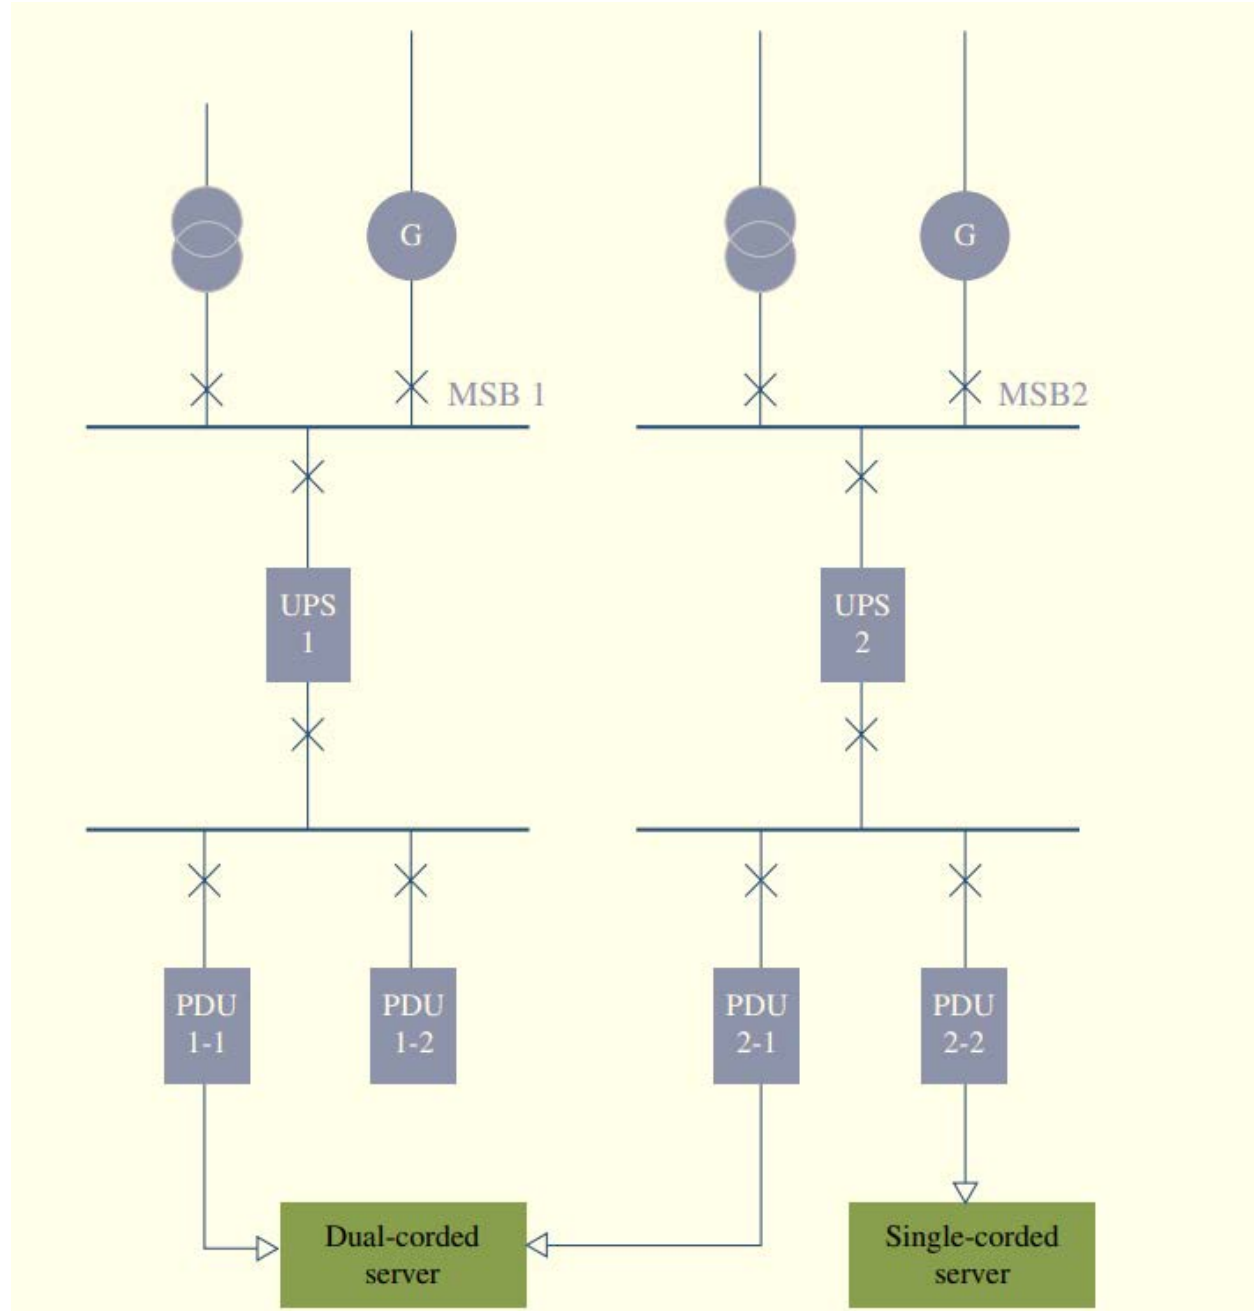 G
G
MSB 1
MSB2
UPS
1
UPS
2
PDU
1-1
PDU
1-2
PDU
2-1
PDU
2-2
Dual-corded
server
Single-corded
server